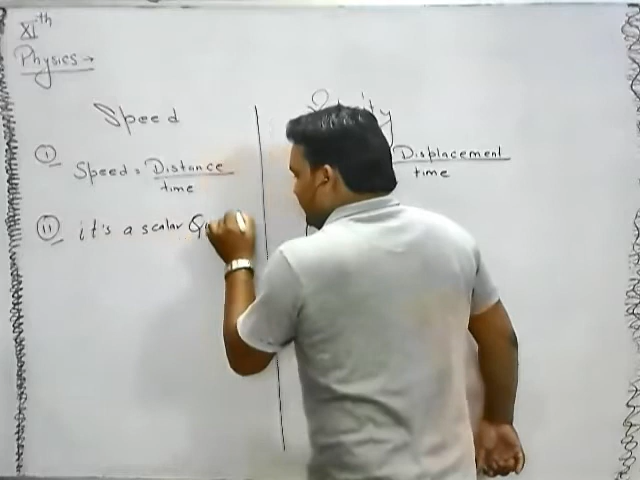 XIth
Physics →
Speed
(i) Speed = Distance
time
Displacement
time
(ii) it's a scalar